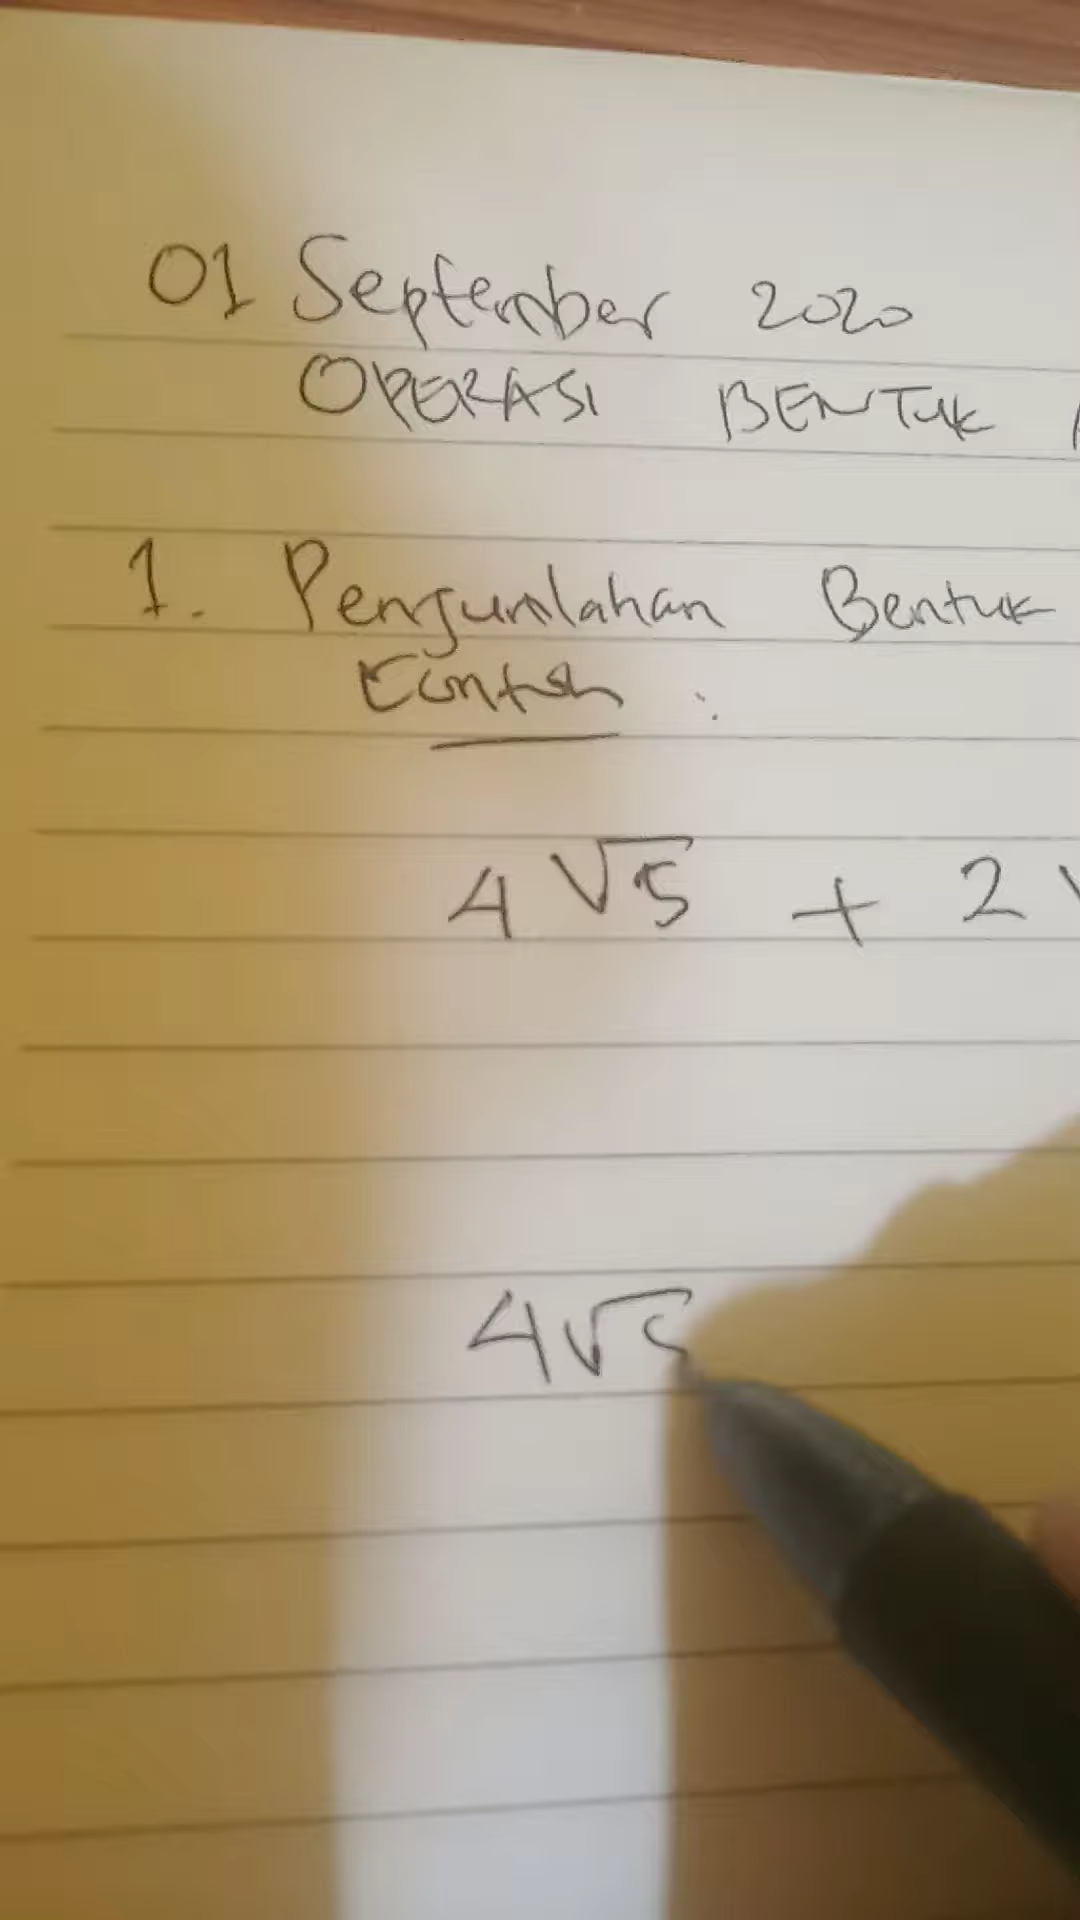 01 September 2020
OPERASI BENTUK
1. Penjumlahan Bentuk
Contoh :
4√5 + 2√
4√5